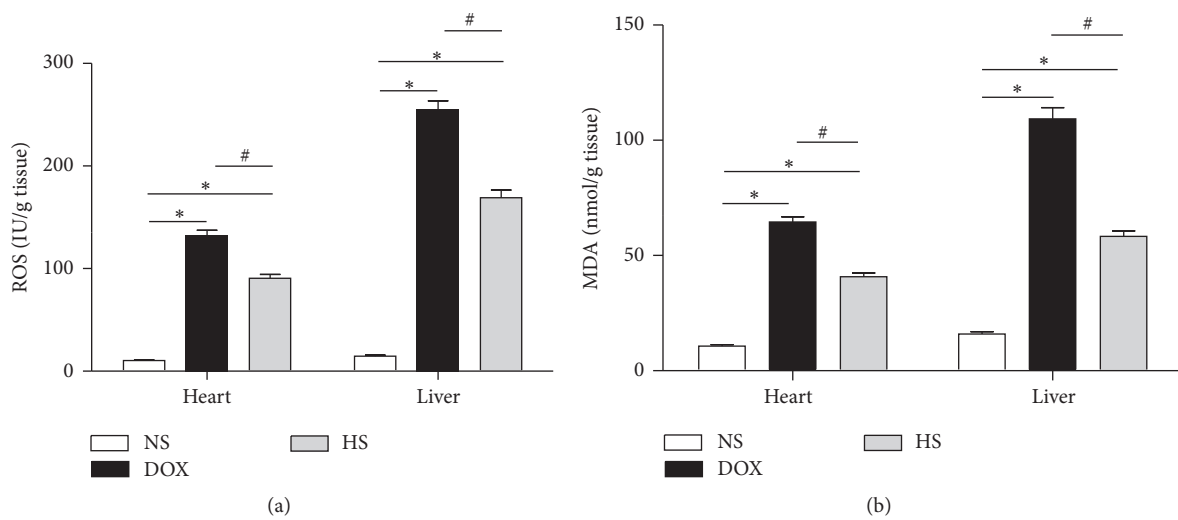 ROS (IU/g tissue)
300
200
100
0
*
*
#
*
*
#
Heart
Liver
NS
DOX
HS
(a)
MDA (nmol/g tissue)
150
100
50
0
*
*
#
*
*
#
Heart
Liver
NS
DOX
HS
(b)